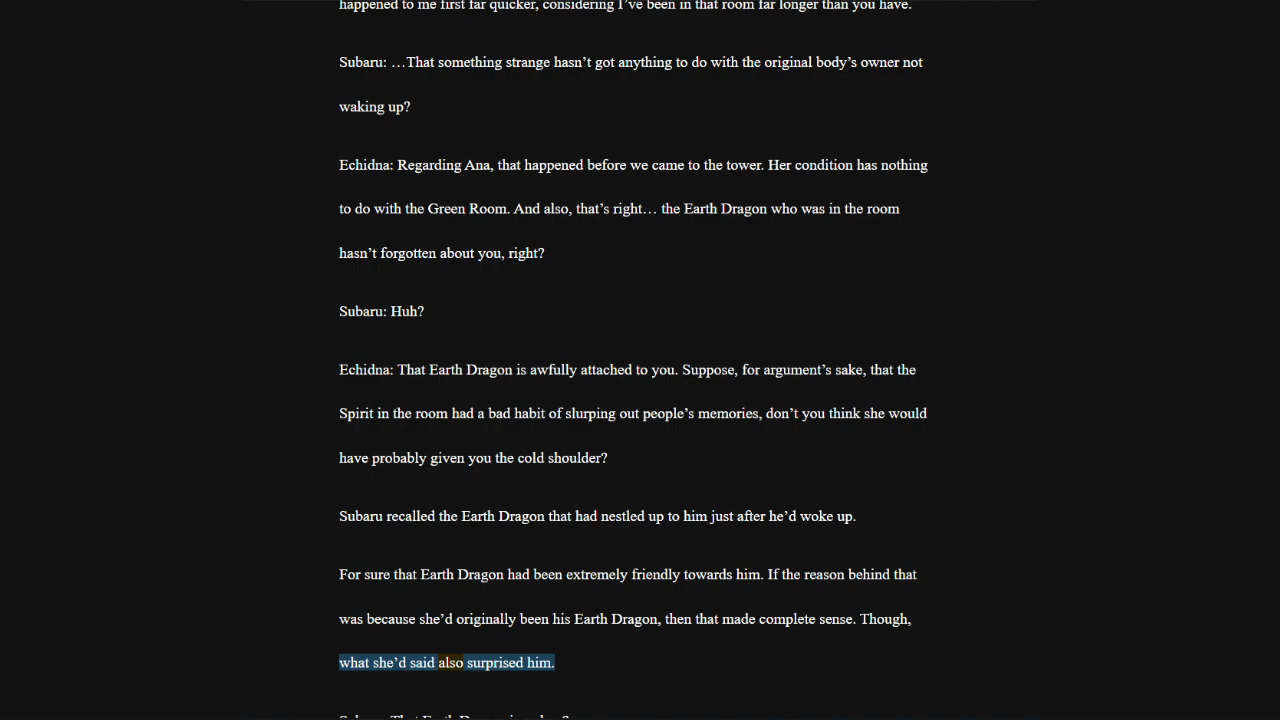 happened to me first far quicker, considering I've been in that room far longer than you have.
Subaru: …That something strange hasn't got anything to do with the original body's owner not
waking up?
Echidna: Regarding Ana, that happened before we came to the tower. Her condition has nothing
to do with the Green Room. And also, that's right… the Earth Dragon who was in the room
hasn't forgotten about you, right?
Subaru: Huh?
Echidna: That Earth Dragon is awfully attached to you. Suppose, for argument's sake, that the
Spirit in the room had a bad habit of slurping out people's memories, don't you think she would
have probably given you the cold shoulder?
Subaru recalled the Earth Dragon that had nestled up to him just after he'd woke up.
For sure that Earth Dragon had been extremely friendly towards him. If the reason behind that
was because she'd originally been his Earth Dragon, then that made complete sense. Though,
what she'd said also surprised him.